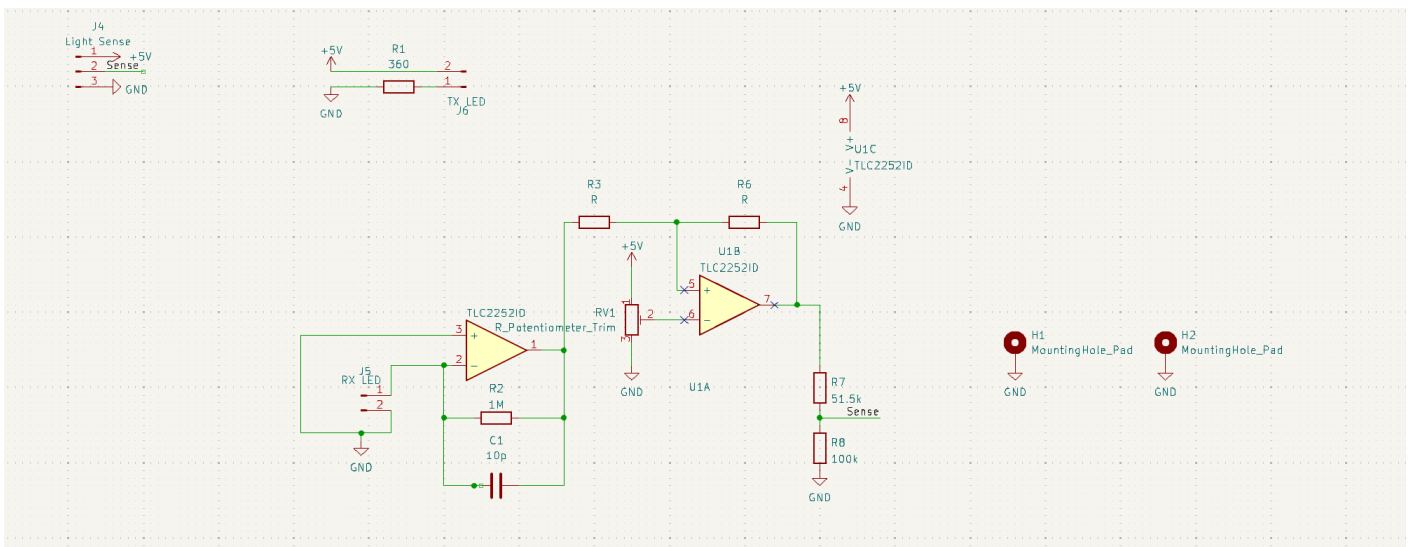 J4
Light Sense
1
+5V
2
Sense
3
GND
+5V
R1
360
2
1
GND
TX LED
J6
+5V
8
V+
U1C
V-
TLC2252ID
4
GND
R3
R
R6
R
+5V
U1B
TLC2252ID
5
+
7
6
-
1
RV1
2
R_Potentiometer_Trim
3
GND
TLC2252ID
3
+
1
2
-
U1A
J5
RX LED
1
2
GND
R2
1M
C1
10p
R7
51.5k
Sense
R8
100k
GND
H1
MountingHole_Pad
GND
H2
MountingHole_Pad
GND